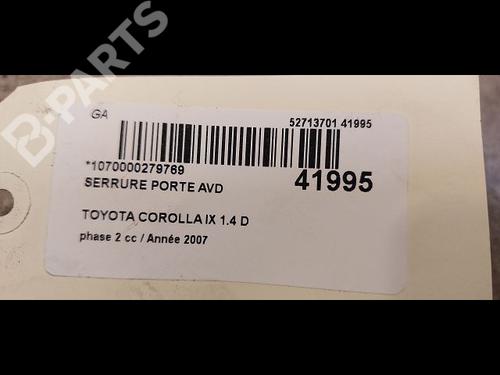 B-PARTS
GA
52713701 41995
*1070000279769
41995
SERRURE PORTE AVD
TOYOTA COROLLA IX 1.4 D
phase 2 cc / Année 2007